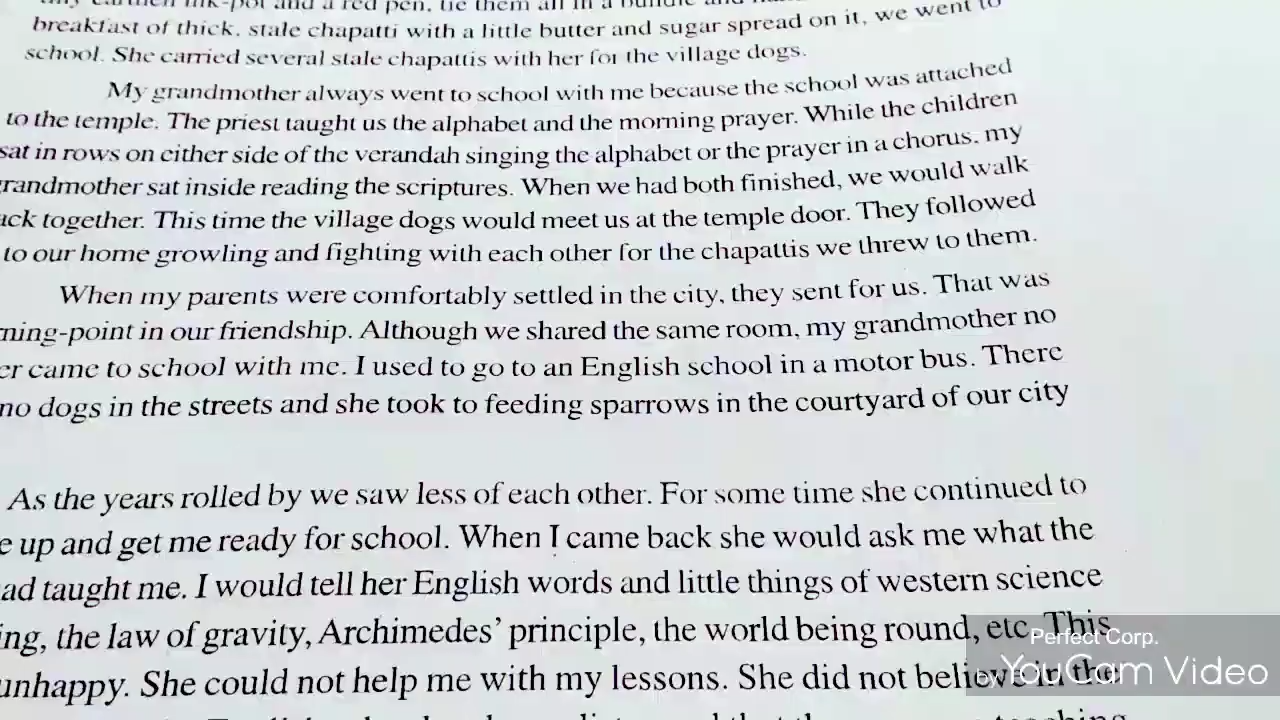 tiny earthen ink-pot and a red pen, tie them all in a bundle and
breakfast of thick, stale chapatti with a little butter and sugar spread on it, we went to
school. She carried several stale chapattis with her for the village dogs.
My grandmother always went to school with me because the school was attached
to the temple. The priest taught us the alphabet and the morning prayer. While the children
sat in rows on either side of the verandah singing the alphabet or the prayer in a chorus, my
randmother sat inside reading the scriptures. When we had both finished, we would walk
ack together. This time the village dogs would meet us at the temple door. They followed
to our home growling and fighting with each other for the chapattis we threw to them.
When my parents were comfortably settled in the city, they sent for us. That was
ning-point in our friendship. Although we shared the same room, my grandmother no
er came to school with me. I used to go to an English school in a motor bus. There
no dogs in the streets and she took to feeding sparrows in the courtyard of our city
As the years rolled by we saw less of each other. For some time she continued to
e up and get me ready for school. When I came back she would ask me what the
ad taught me. I would tell her English words and little things of western science
ing, the law of gravity, Archimedes' principle, the world being round, etc. This
unhappy. She could not help me with my lessons. She did not believe in the
Perfect Corp.
by YouCam Video